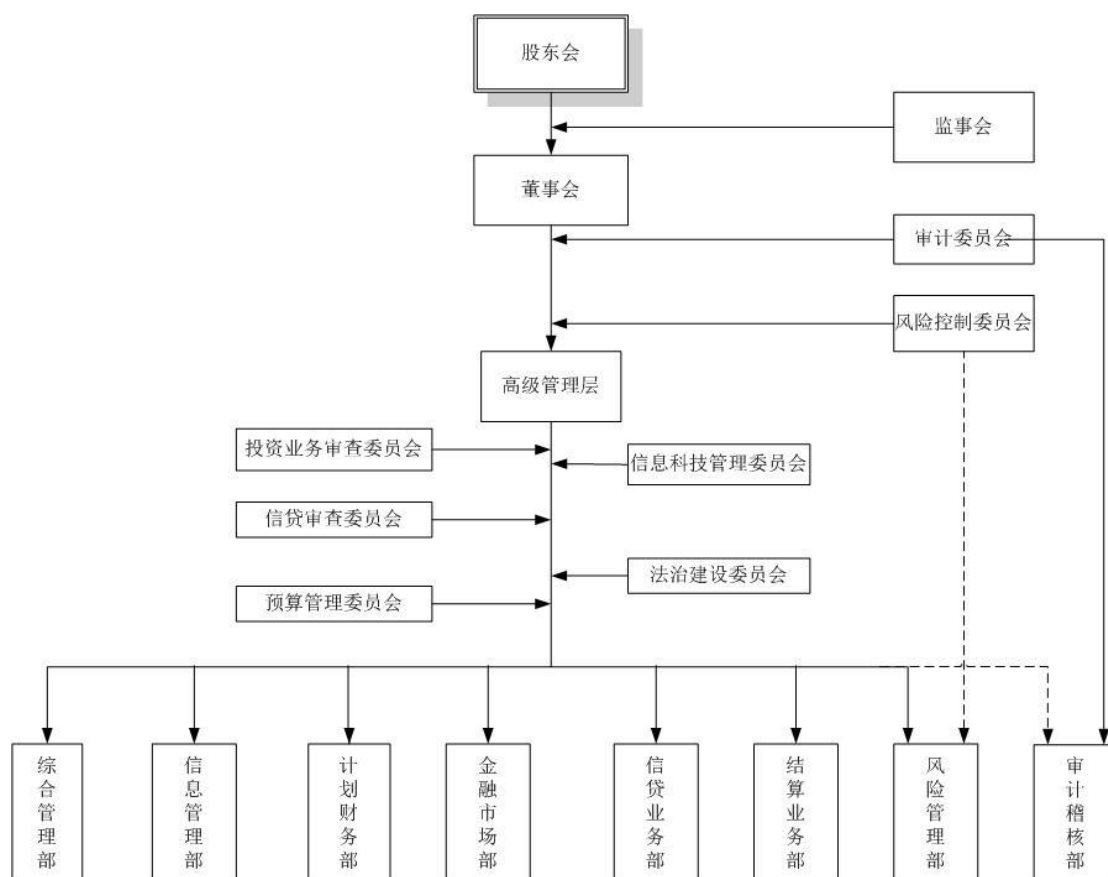 股东会
监事会
董事会
审计委员会
风险控制委员会
高级管理层
投资业务审查委员会
信息科技管理委员会
信贷审查委员会
法治建设委员会
预算管理委员会
综合管理部
信息管理部
计划财务部
金融市场部
信贷业务部
结算业务部
风险管理部
审计稽核部